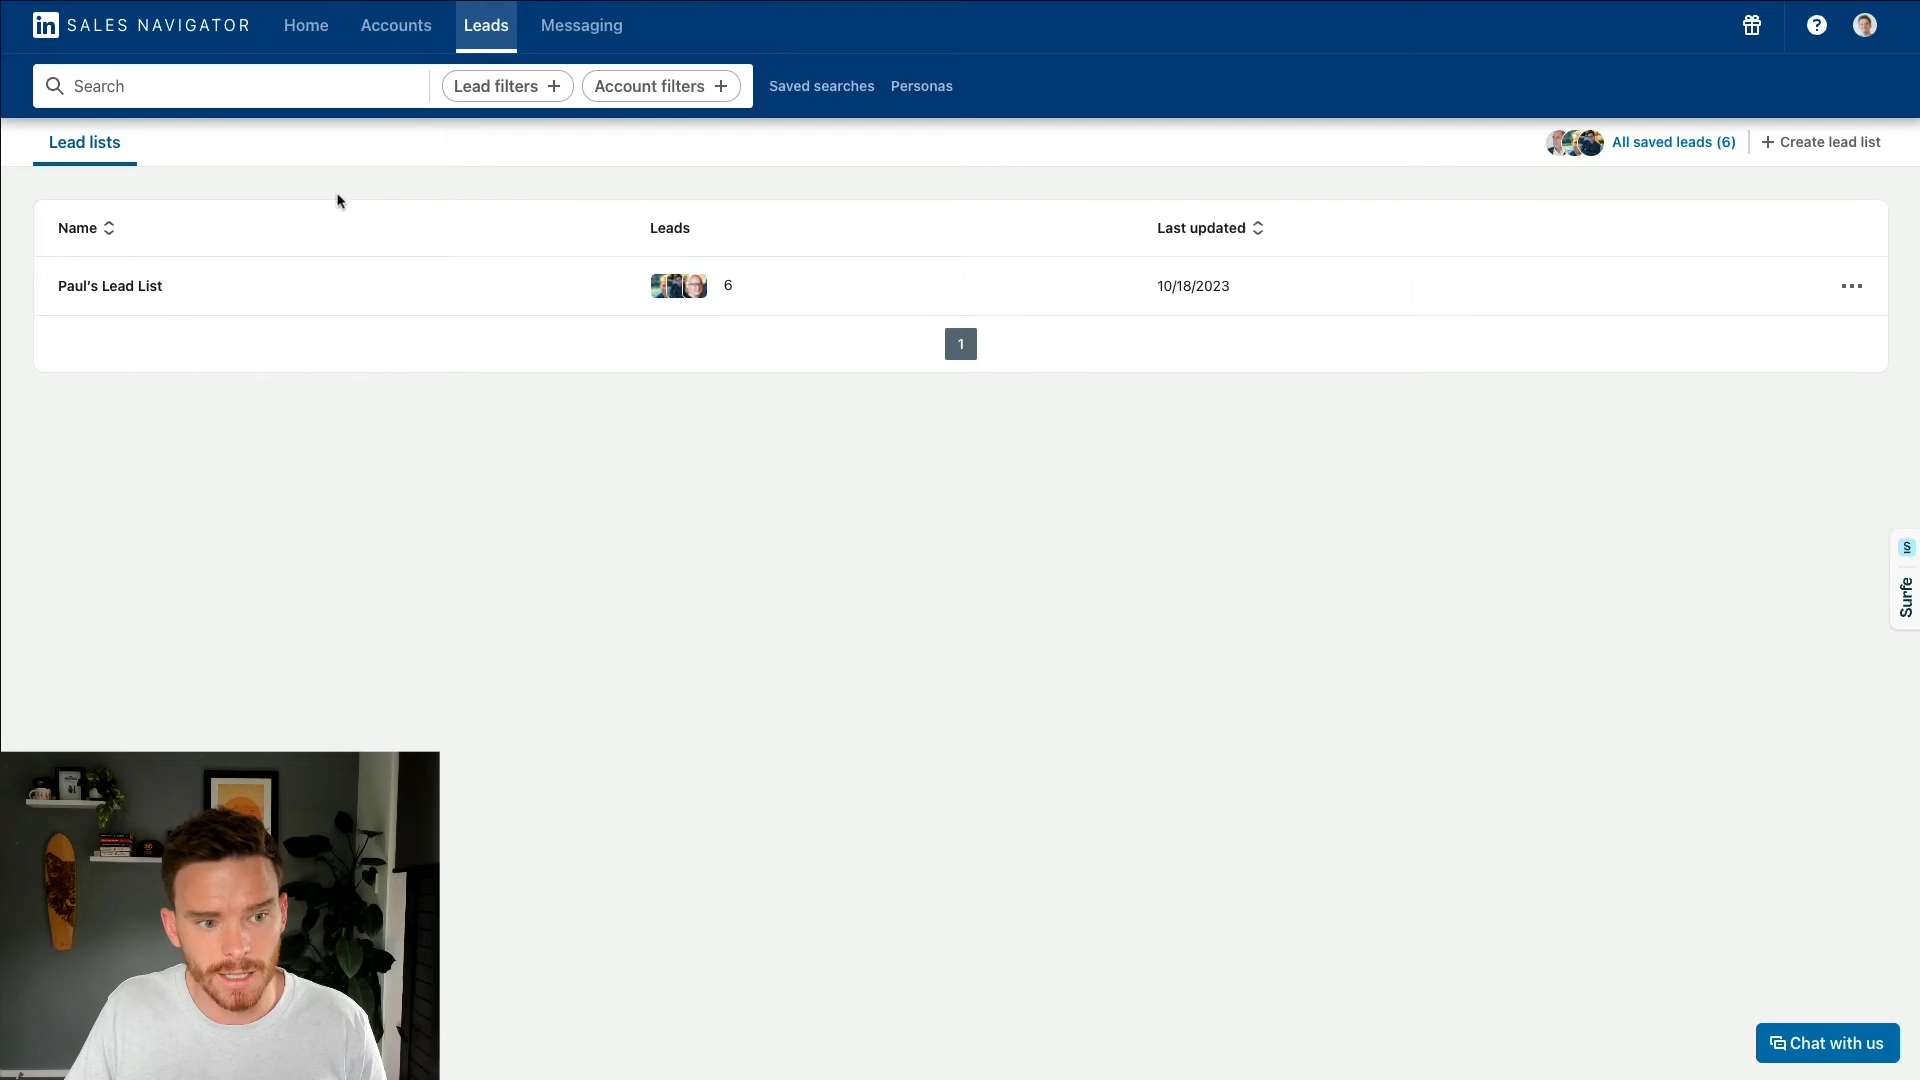 in SALES NAVIGATOR Home Accounts Leads Messaging
Search Lead filters + Account filters + Saved searches Personas
Lead lists All saved leads (6) + Create lead list
Name Leads Last updated
Paul's Lead List 6 10/18/2023
1
S
Surfe
Chat with us